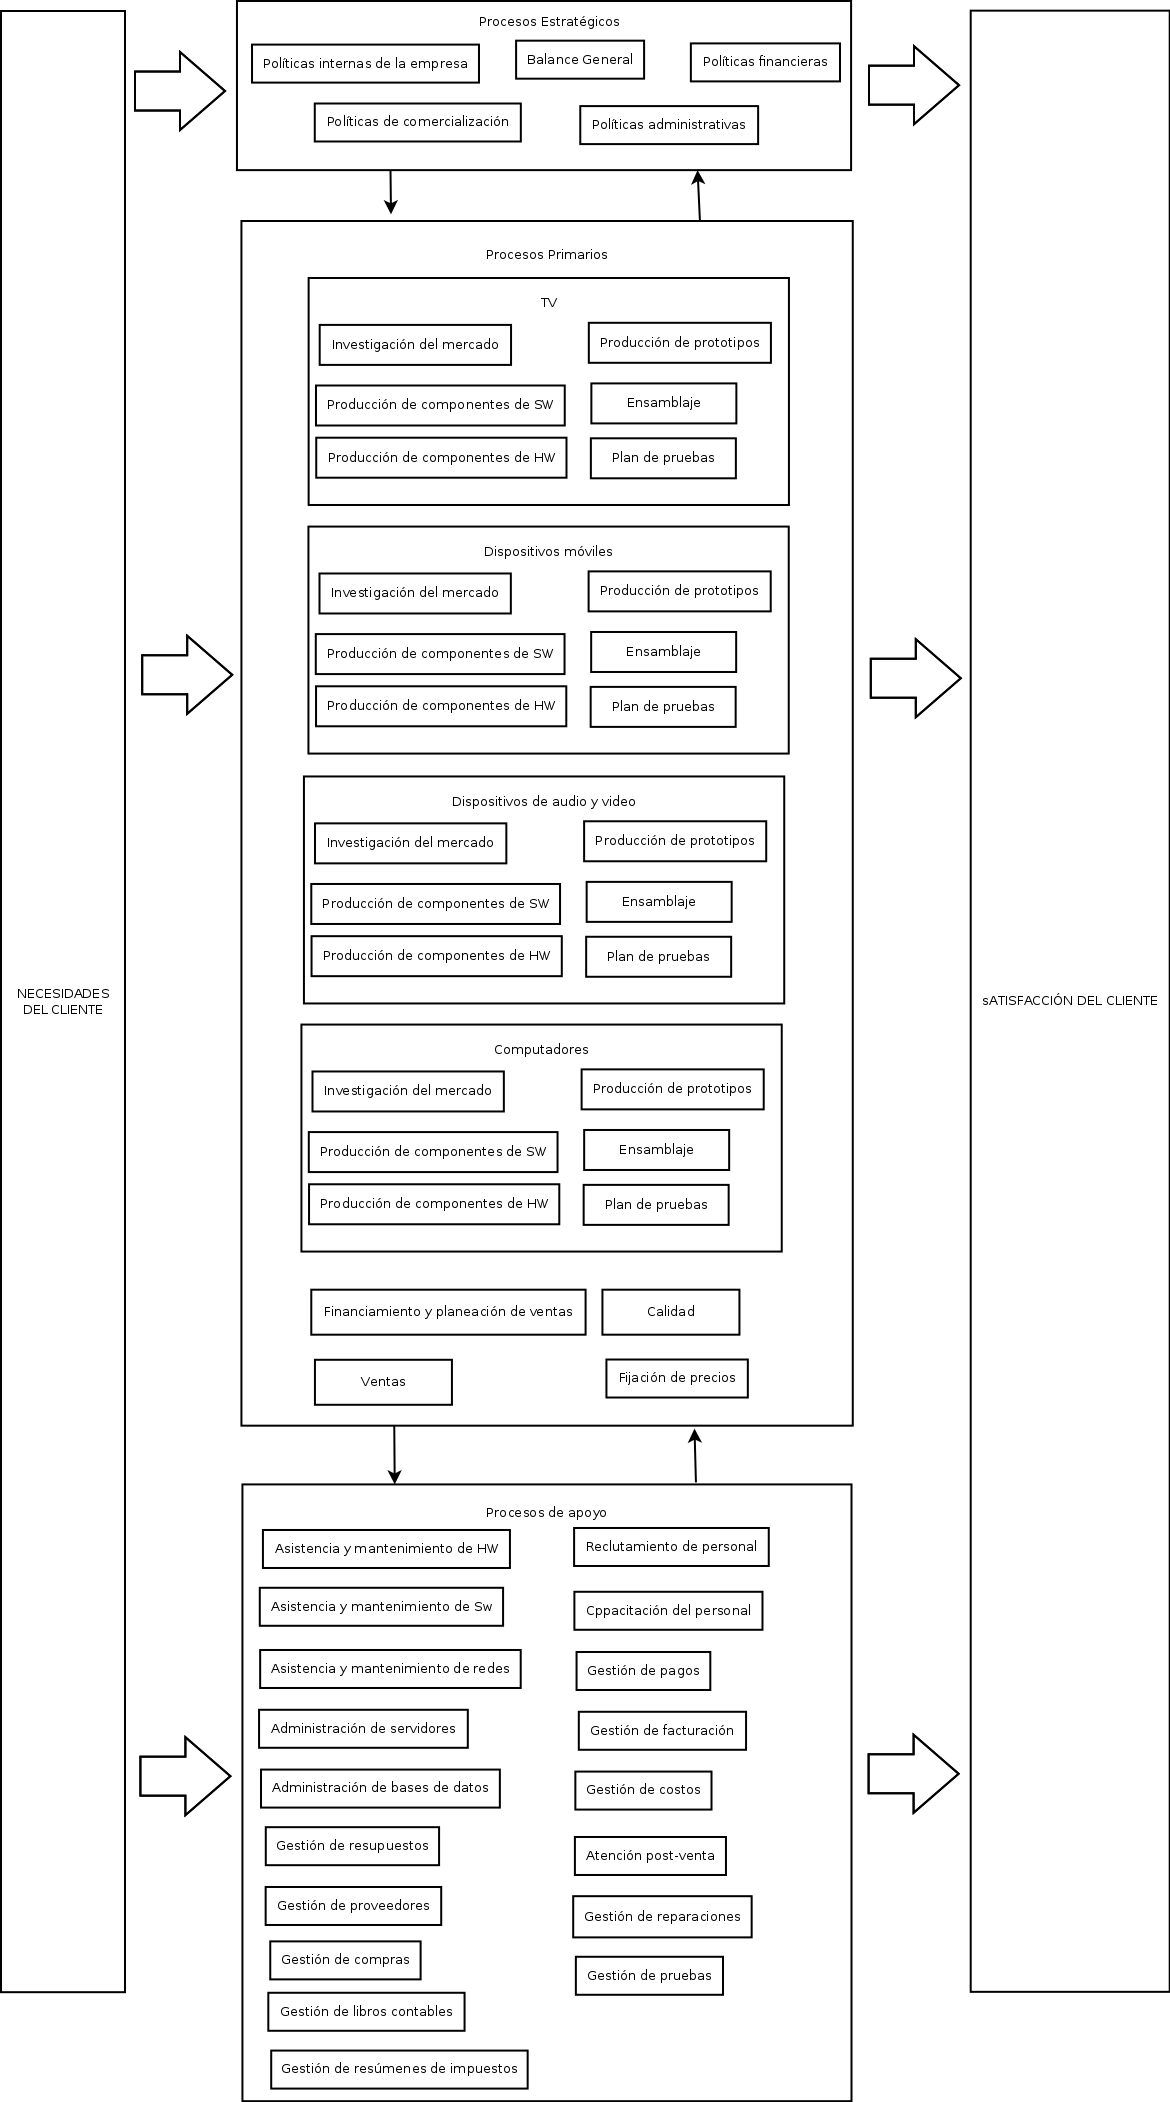 Procesos Estratégicos
Políticas internas de la empresa
Balance General
Políticas financieras
Políticas de comercialización
Políticas administrativas
Procesos Primarios
TV
Investigación del mercado
Producción de prototipos
Producción de componentes de SW
Ensamblaje
Producción de componentes de HW
Plan de pruebas
Dispositivos móviles
Investigación del mercado
Producción de prototipos
Producción de componentes de SW
Ensamblaje
Producción de componentes de HW
Plan de pruebas
Dispositivos de audio y video
Investigación del mercado
Producción de prototipos
Producción de componentes de SW
Ensamblaje
Producción de componentes de HW
Plan de pruebas
NECESIDADES
DEL CLIENTE
sATISFACCIÓN DEL CLIENTE
Computadores
Investigación del mercado
Producción de prototipos
Producción de componentes de SW
Ensamblaje
Producción de componentes de HW
Plan de pruebas
Financiamiento y planeación de ventas
Calidad
Ventas
Fijación de precios
Procesos de apoyo
Asistencia y mantenimiento de HW
Reclutamiento de personal
Asistencia y mantenimiento de Sw
Cppacitación del personal
Asistencia y mantenimiento de redes
Gestión de pagos
Administración de servidores
Gestión de facturación
Administración de bases de datos
Gestión de costos
Gestión de resupuestos
Atención post-venta
Gestión de proveedores
Gestión de reparaciones
Gestión de compras
Gestión de pruebas
Gestión de libros contables
Gestión de resúmenes de impuestos